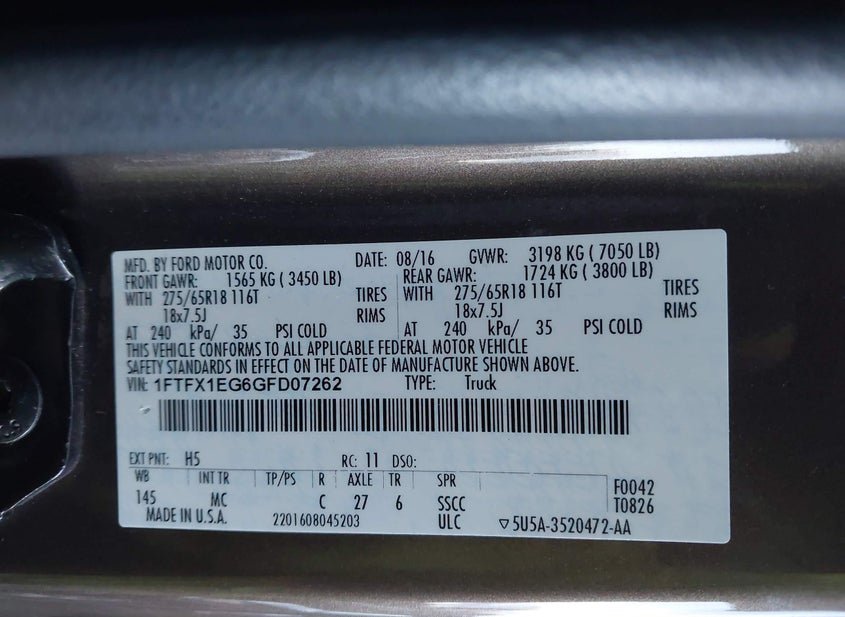 MFD. BY FORD MOTOR CO. DATE: 08/16 GVWR: 3198 KG ( 7050 LB)
FRONT GAWR: 1565 KG ( 3450 LB) REAR GAWR: 1724 KG ( 3800 LB)
WITH 275/65R18 116T TIRES WITH 275/65R18 116T TIRES
18x7.5J RIMS 18x7.5J RIMS
AT 240 kPa/ 35 PSI COLD AT 240 kPa/ 35 PSI COLD
THIS VEHICLE CONFORMS TO ALL APPLICABLE FEDERAL MOTOR VEHICLE
SAFETY STANDARDS IN EFFECT ON THE DATE OF MANUFACTURE SHOWN ABOVE.
VIN: 1FTFX1EG6GFD07262 TYPE: Truck
EXT PNT: H5 RC: 11 DSO:
WB INT TR TP/PS R AXLE TR SPR F0042
145 MC C 27 6 SSCC T0826
MADE IN U.S.A. 2201608045203 ULC ▽5U5A-3520472-AA